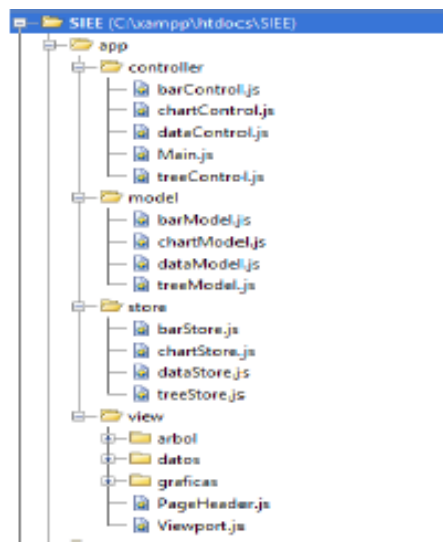 SIEE (C:\xampp\htdocs\SIEE)
app
controller
barControl.js
chartControl.js
dataControl.js
Main.js
treeControl.js
model
barModel.js
chartModel.js
dataModel.js
treeModel.js
store
barStore.js
chartStore.js
dataStore.js
treeStore.js
view
arbol
datos
graficas
PageHeader.js
Viewport.js